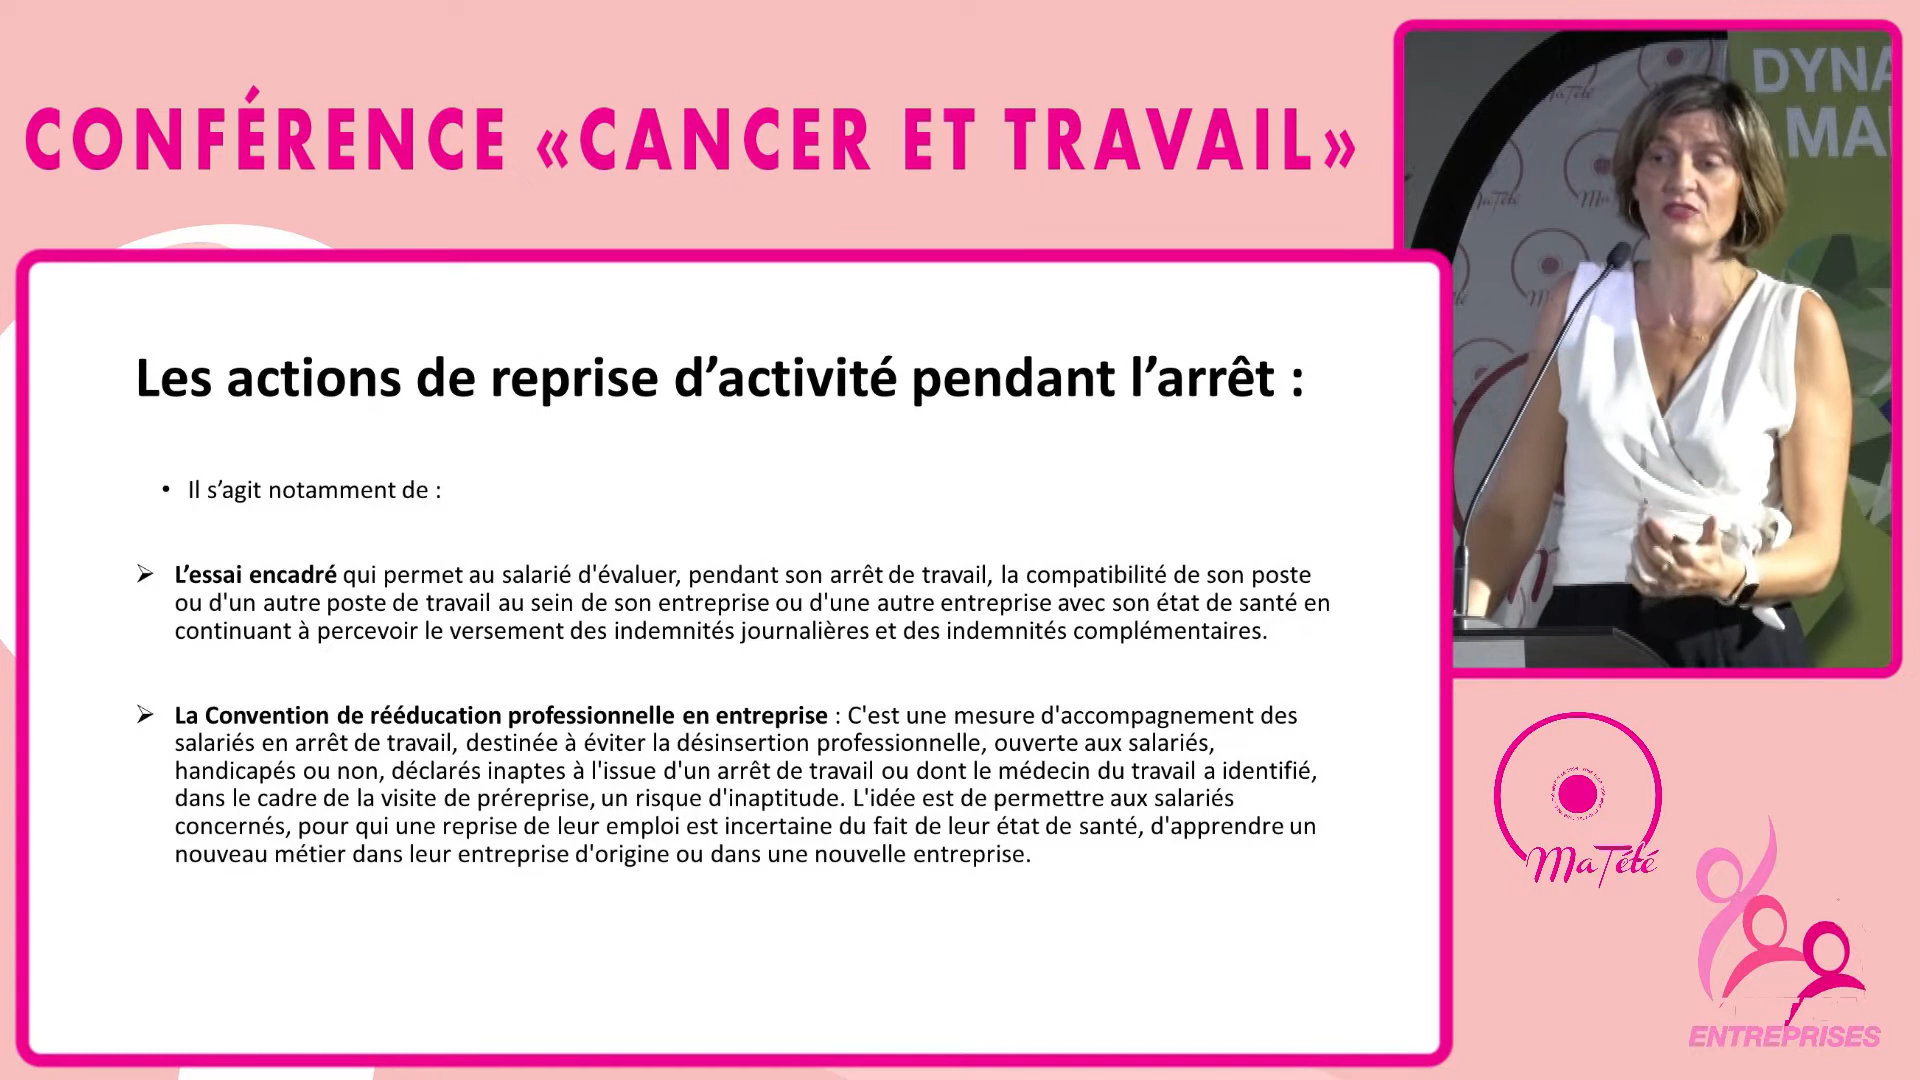 CONFÉRENCE «CANCER ET TRAVAIL»
DYNA
MA
Les actions de reprise d’activité pendant l’arrêt :
• Il s’agit notamment de :
➢ L’essai encadré qui permet au salarié d'évaluer, pendant son arrêt de travail, la compatibilité de son poste
ou d'un autre poste de travail au sein de son entreprise ou d'une autre entreprise avec son état de santé en
continuant à percevoir le versement des indemnités journalières et des indemnités complémentaires.
➢ La Convention de rééducation professionnelle en entreprise : C'est une mesure d'accompagnement des
salariés en arrêt de travail, destinée à éviter la désinsertion professionnelle, ouverte aux salariés,
handicapés ou non, déclarés inaptes à l'issue d'un arrêt de travail ou dont le médecin du travail a identifié,
dans le cadre de la visite de préreprise, un risque d'inaptitude. L'idée est de permettre aux salariés
concernés, pour qui une reprise de leur emploi est incertaine du fait de leur état de santé, d'apprendre un
nouveau métier dans leur entreprise d'origine ou dans une nouvelle entreprise.
MaTété
ENTREPRISES